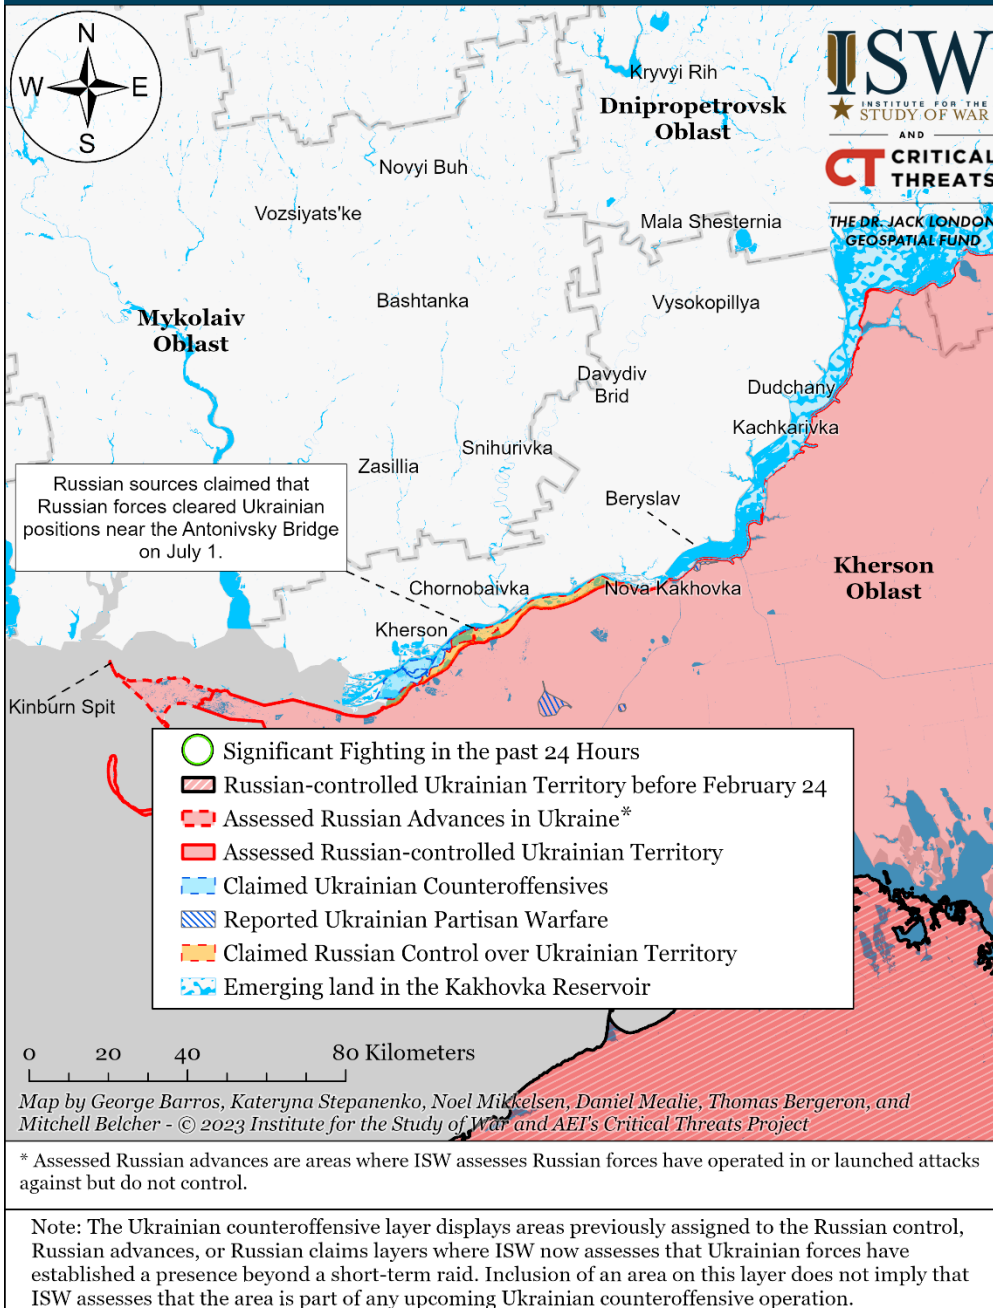 N
W
E
S
ISW
INSTITUTE FOR THE
STUDY OF WAR
AND
CT CRITICAL
THREATS
THE DR. JACK LONDON
GEOSPATIAL FUND
Kryvyi Rih
Dnipropetrovsk
Oblast
Novyi Buh
Vozsiyats'ke
Mala Shesternia
Bashtanka
Vysokopillya
Mykolaiv
Oblast
Davydiv
Brid
Dudchany
Kachkarivka
Snihurivka
Zasillia
Russian sources claimed that
Russian forces cleared Ukrainian
positions near the Antonivsky Bridge
on July 1.
Beryslav
Kherson
Oblast
Chornobaivka
Nova Kakhovka
Kherson
Kinburn Spit
Significant Fighting in the past 24 Hours
Russian-controlled Ukrainian Territory before February 24
Assessed Russian Advances in Ukraine*
Assessed Russian-controlled Ukrainian Territory
Claimed Ukrainian Counteroffensives
Reported Ukrainian Partisan Warfare
Claimed Russian Control over Ukrainian Territory
Emerging land in the Kakhovka Reservoir
0 20 40 80 Kilometers
Map by George Barros, Kateryna Stepanenko, Noel Mikkelsen, Daniel Mealie, Thomas Bergeron, and
Mitchell Belcher - © 2023 Institute for the Study of War and AEI's Critical Threats Project
* Assessed Russian advances are areas where ISW assesses Russian forces have operated in or launched attacks
against but do not control.
Note: The Ukrainian counteroffensive layer displays areas previously assigned to the Russian control,
Russian advances, or Russian claims layers where ISW now assesses that Ukrainian forces have
established a presence beyond a short-term raid. Inclusion of an area on this layer does not imply that
ISW assesses that the area is part of any upcoming Ukrainian counteroffensive operation.